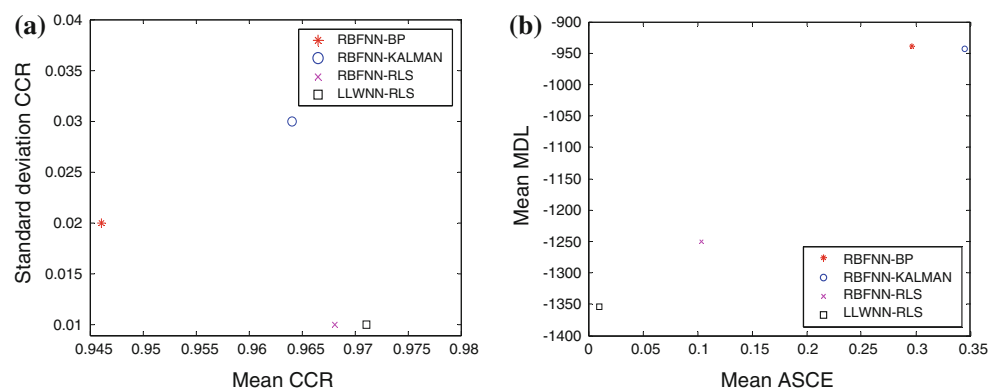 (a)
Standard deviation CCR
0.04
0.035
0.03
0.025
0.02
0.015
0.01
RBFNN-BP
RBFNN-KALMAN
RBFNN-RLS
LLWNN-RLS
0.945 0.95 0.955 0.96 0.965 0.97 0.975 0.98
Mean CCR
(b)
Mean MDL
-900
-950
-1000
-1050
-1100
-1150
-1200
-1250
-1300
-1350
-1400
RBFNN-BP
RBFNN-KALMAN
RBFNN-RLS
LLWNN-RLS
0 0.05 0.1 0.15 0.2 0.25 0.3 0.35
Mean ASCE